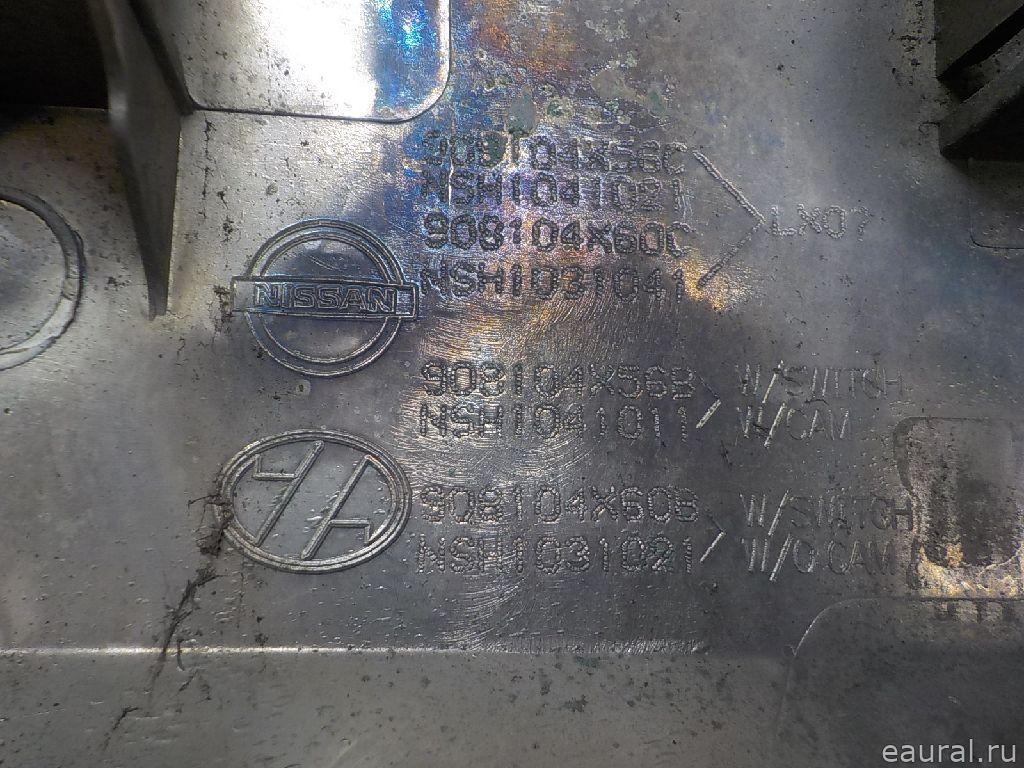 908104X56C
NSH1041021
908104X60C
NSH1031041
LX07
NISSAN
908104X56B W/SWITCH
NSH1041011 W/CAM
908104X60B W/SWITCH
NSH1031021 W/O CAM
eaural.ru